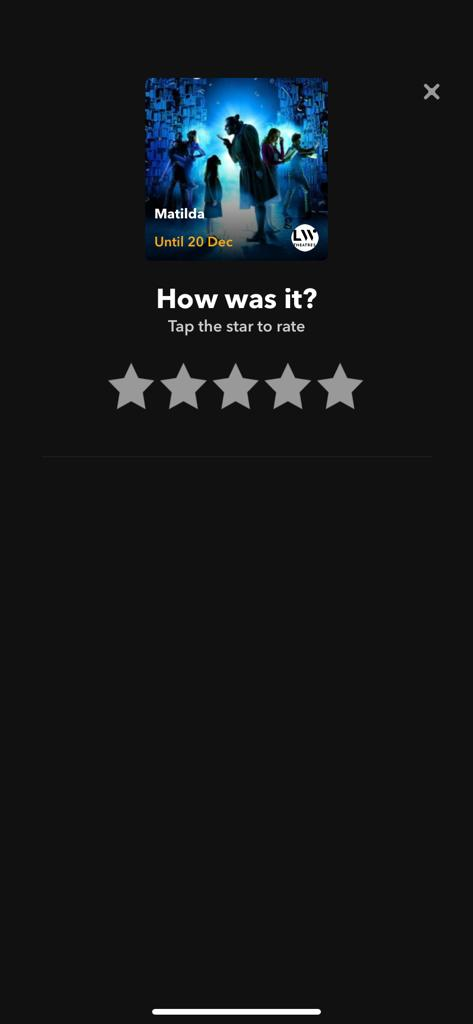 Matilda
Until 20 Dec
LW
THEATRES
How was it?
Tap the star to rate